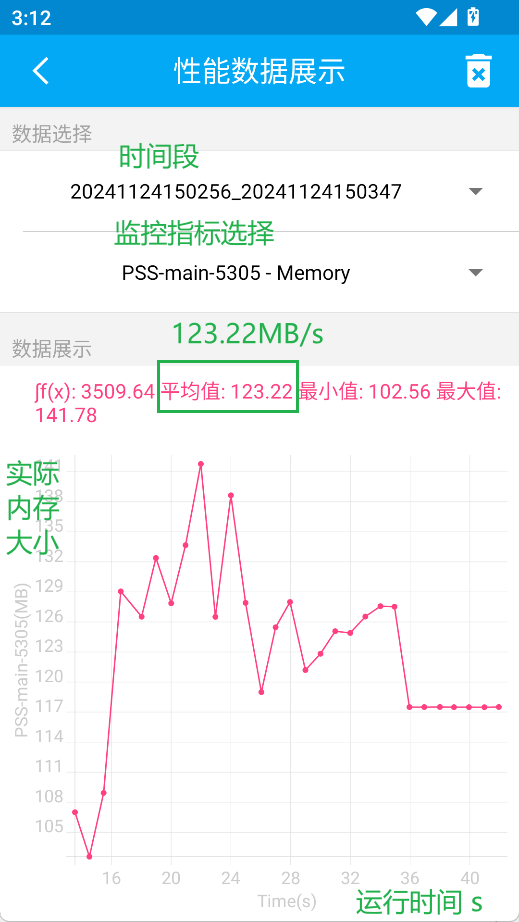 3:12
性能数据展示
数据选择
时间段
20241124150256_20241124150347
监控指标选择
PSS-main-5305 - Memory
123.22MB/s
数据展示
∫f(x): 3509.64 平均值: 123.22 最小值: 102.56 最大值:
141.78
实际
内存
大小
141
138
135
132
129
126
123
120
117
114
111
108
105
PSS-main-5305(MB)
16 20 24 28 32 36 40
Time(s)
运行时间 s